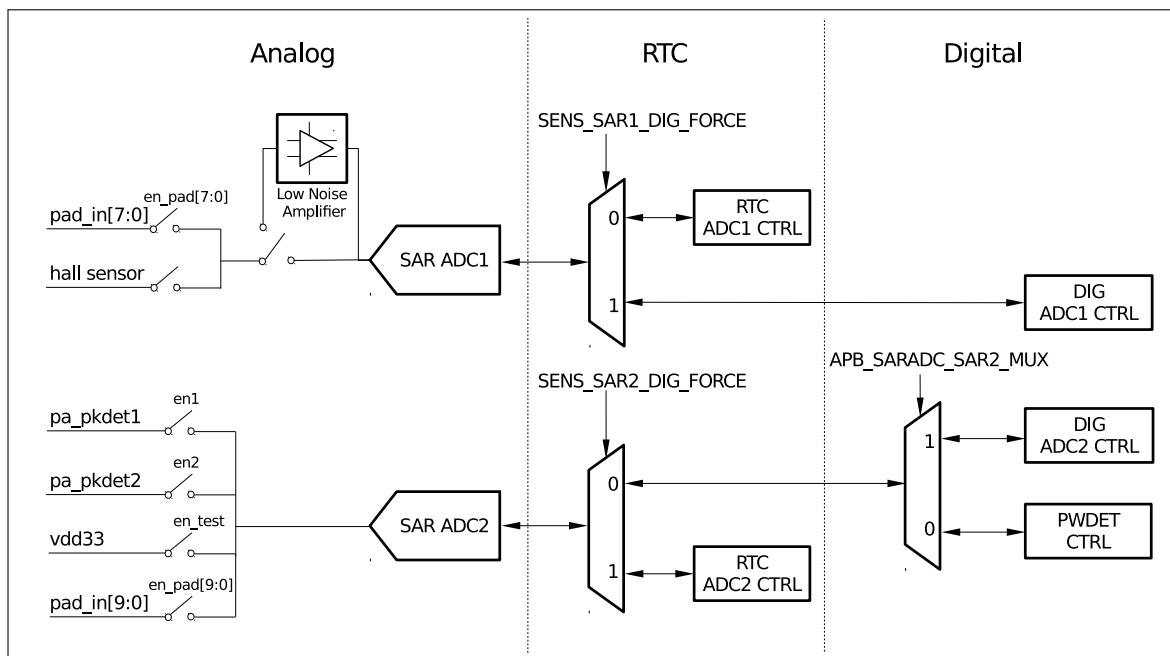 Analog
RTC
Digital
SENS_SAR1_DIG_FORCE
en_pad[7:0]
Low Noise
Amplifier
pad_in[7:0]
0
RTC
ADC1 CTRL
SAR ADC1
hall sensor
1
DIG
ADC1 CTRL
SENS_SAR2_DIG_FORCE
APB_SARADC_SAR2_MUX
en1
pa_pkdet1
1
DIG
ADC2 CTRL
en2
pa_pkdet2
0
SAR ADC2
en_test
vdd33
0
PWDET
CTRL
1
RTC
ADC2 CTRL
en_pad[9:0]
pad_in[9:0]